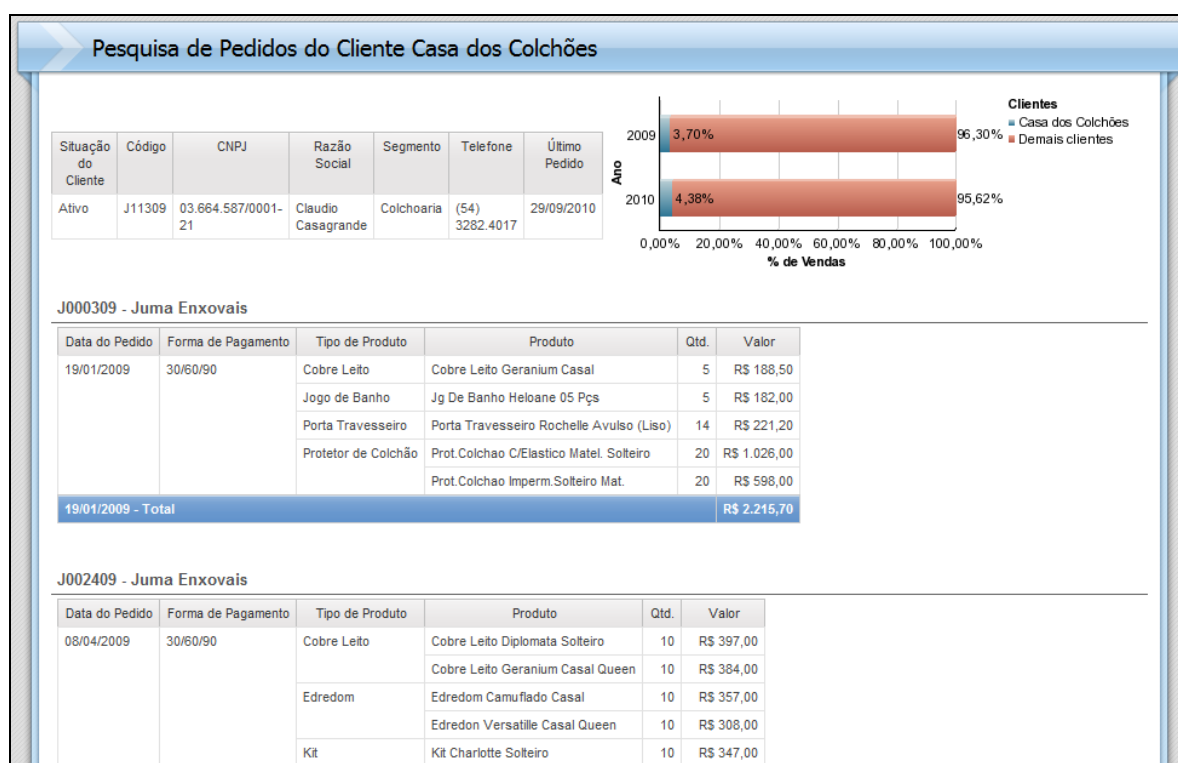 Pesquisa de Pedidos do Cliente Casa dos Colchões
Situação do Cliente Código CNPJ Razão Social Segmento Telefone Último Pedido
Ativo J11309 03.664.587/0001-21 Claudio Casagrande Colchoaria (54) 3282.4017 29/09/2010
Clientes
Casa dos Colchões
Demais clientes
Ano
2009 3,70% 96,30%
2010 4,38% 95,62%
0,00% 20,00% 40,00% 60,00% 80,00% 100,00%
% de Vendas
J000309 - Juma Enxovais
Data do Pedido Forma de Pagamento Tipo de Produto Produto Qtd. Valor
19/01/2009 30/60/90 Cobre Leito Cobre Leito Geranium Casal 5 R$ 188,50
Jogo de Banho Jg De Banho Heloane 05 Pçs 5 R$ 182,00
Porta Travesseiro Porta Travesseiro Rochelle Avulso (Liso) 14 R$ 221,20
Protetor de Colchão Prot.Colchao C/Elastico Matel. Solteiro 20 R$ 1.026,00
Prot.Colchao Imperm.Solteiro Mat. 20 R$ 598,00
19/01/2009 - Total R$ 2.215,70
J002409 - Juma Enxovais
Data do Pedido Forma de Pagamento Tipo de Produto Produto Qtd. Valor
08/04/2009 30/60/90 Cobre Leito Cobre Leito Diplomata Solteiro 10 R$ 397,00
Cobre Leito Geranium Casal Queen 10 R$ 384,00
Edredom Edredom Camuflado Casal 10 R$ 357,00
Edredon Versatille Casal Queen 10 R$ 308,00
Kit Kit Charlotte Solteiro 10 R$ 347,00